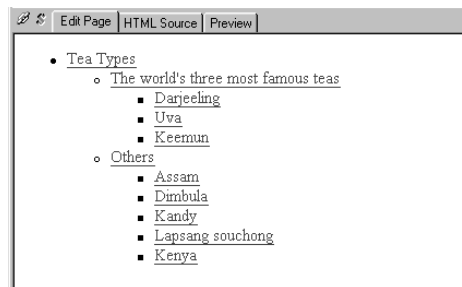 Edit Page HTML Source Preview
Tea Types
The world's three most famous teas
Darjeeling
Uva
Keemun
Others
Assam
Dimbula
Kandy
Lapsang souchong
Kenya